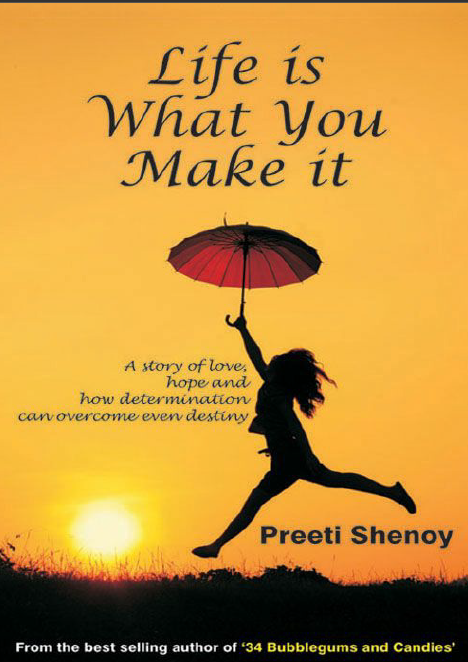 Life is
What You
Make it
A story of love,
hope and
how determination
can overcome even destiny
Preeti Shenoy
From the best selling author of '34 Bubblegums and Candies'